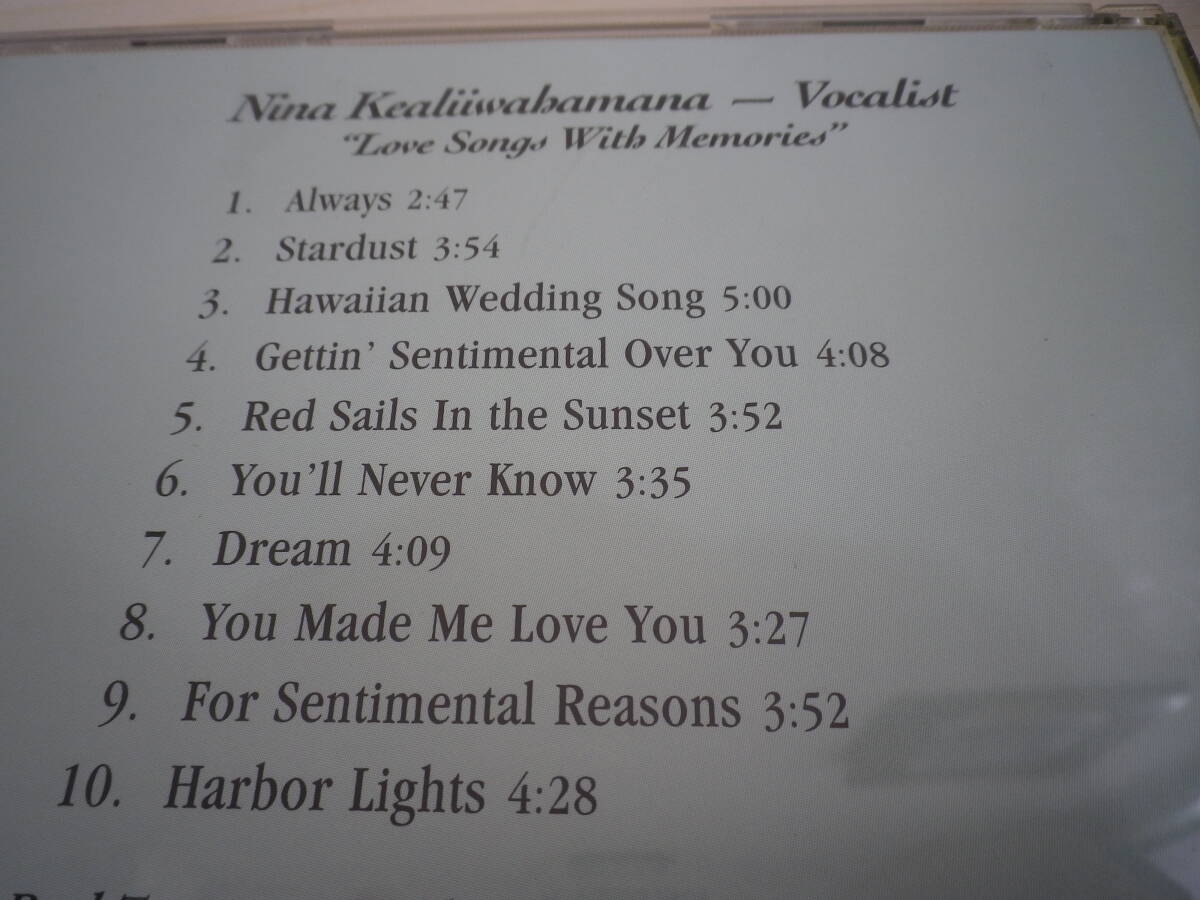 Nina Kealiiwahamana — Vocalist
“Love Songs With Memories”
1. Always 2:47
2. Stardust 3:54
3. Hawaiian Wedding Song 5:00
4. Gettin’ Sentimental Over You 4:08
5. Red Sails In the Sunset 3:52
6. You’ll Never Know 3:35
7. Dream 4:09
8. You Made Me Love You 3:27
9. For Sentimental Reasons 3:52
10. Harbor Lights 4:28